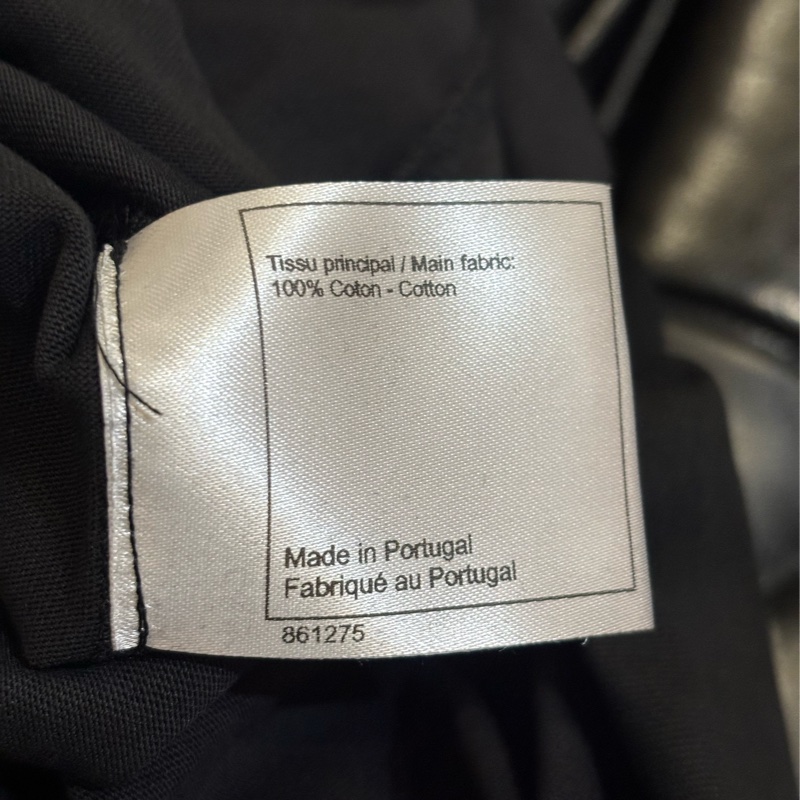 Tissu principal / Main fabric:
100% Coton - Cotton
Made in Portugal
Fabriqué au Portugal
861275